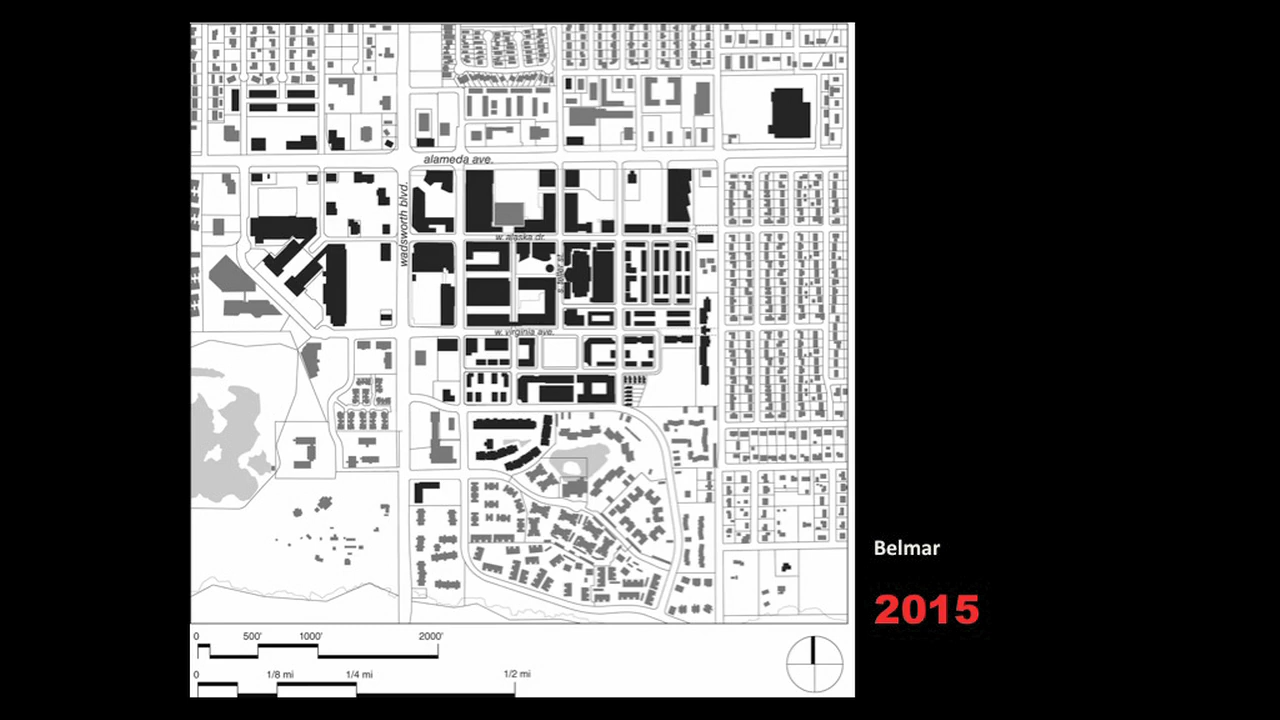 alameda ave.
wadsworth blvd.
w. alaska dr.
w. virginia ave.
0 500' 1000' 2000'
0 1/8 mi 1/4 mi 1/2 mi
Belmar
2015